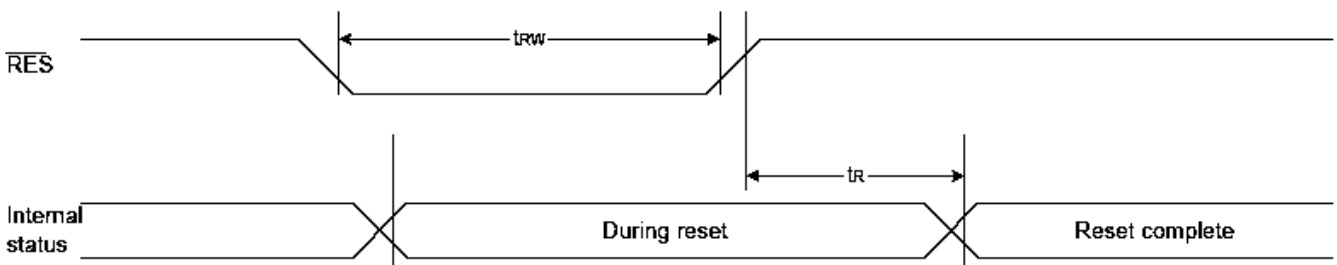 tRW
RES
tR
Internal
status
During reset
Reset complete